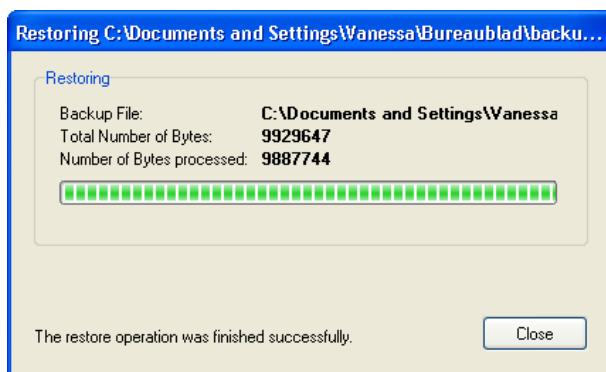 Restoring C:\Documents and Settings\Vanessa\Bureaublad\backu...
Restoring
Backup File: C:\Documents and Settings\Vanessa
Total Number of Bytes: 9929647
Number of Bytes processed: 9887744
The restore operation was finished successfully.
Close